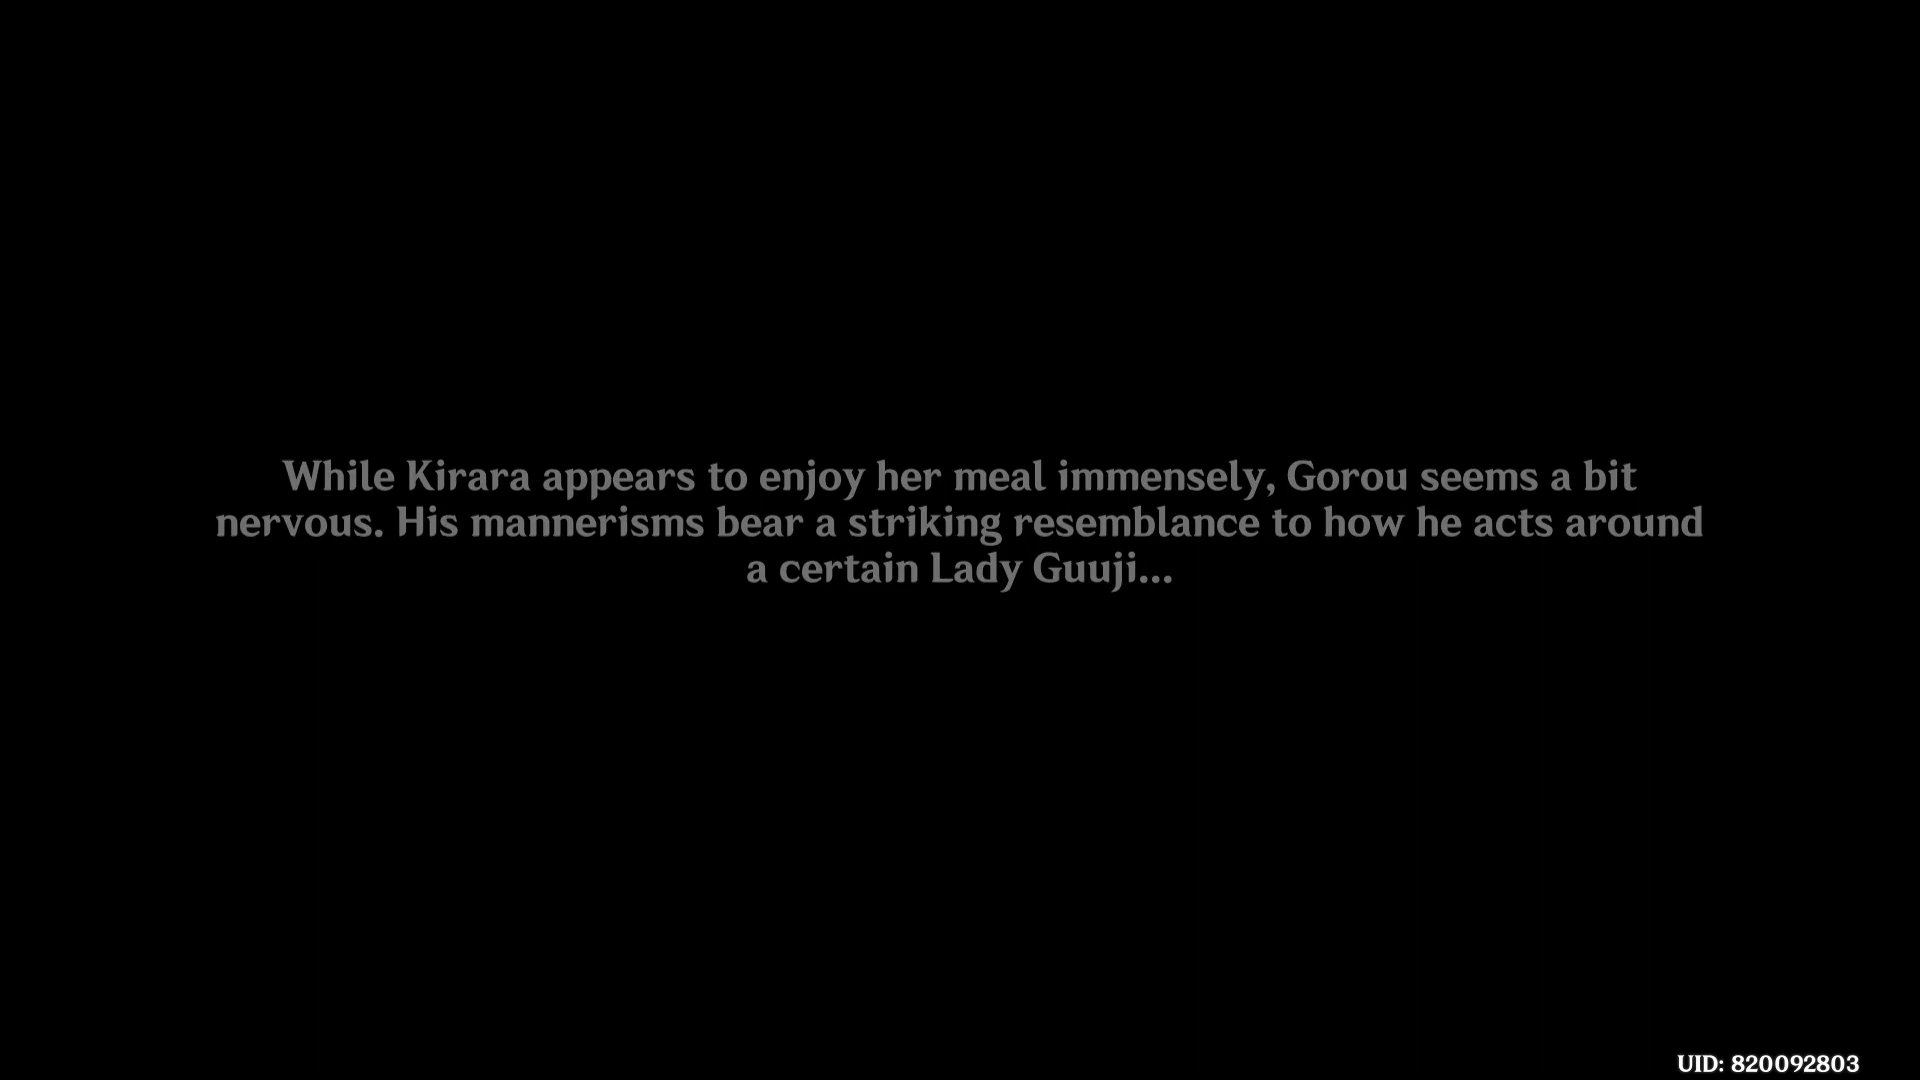 While Kirara appears to enjoy her meal immensely, Gorou seems a bit
nervous. His mannerisms bear a striking resemblance to how he acts around
a certain Lady Guuji...
UID: 820092803